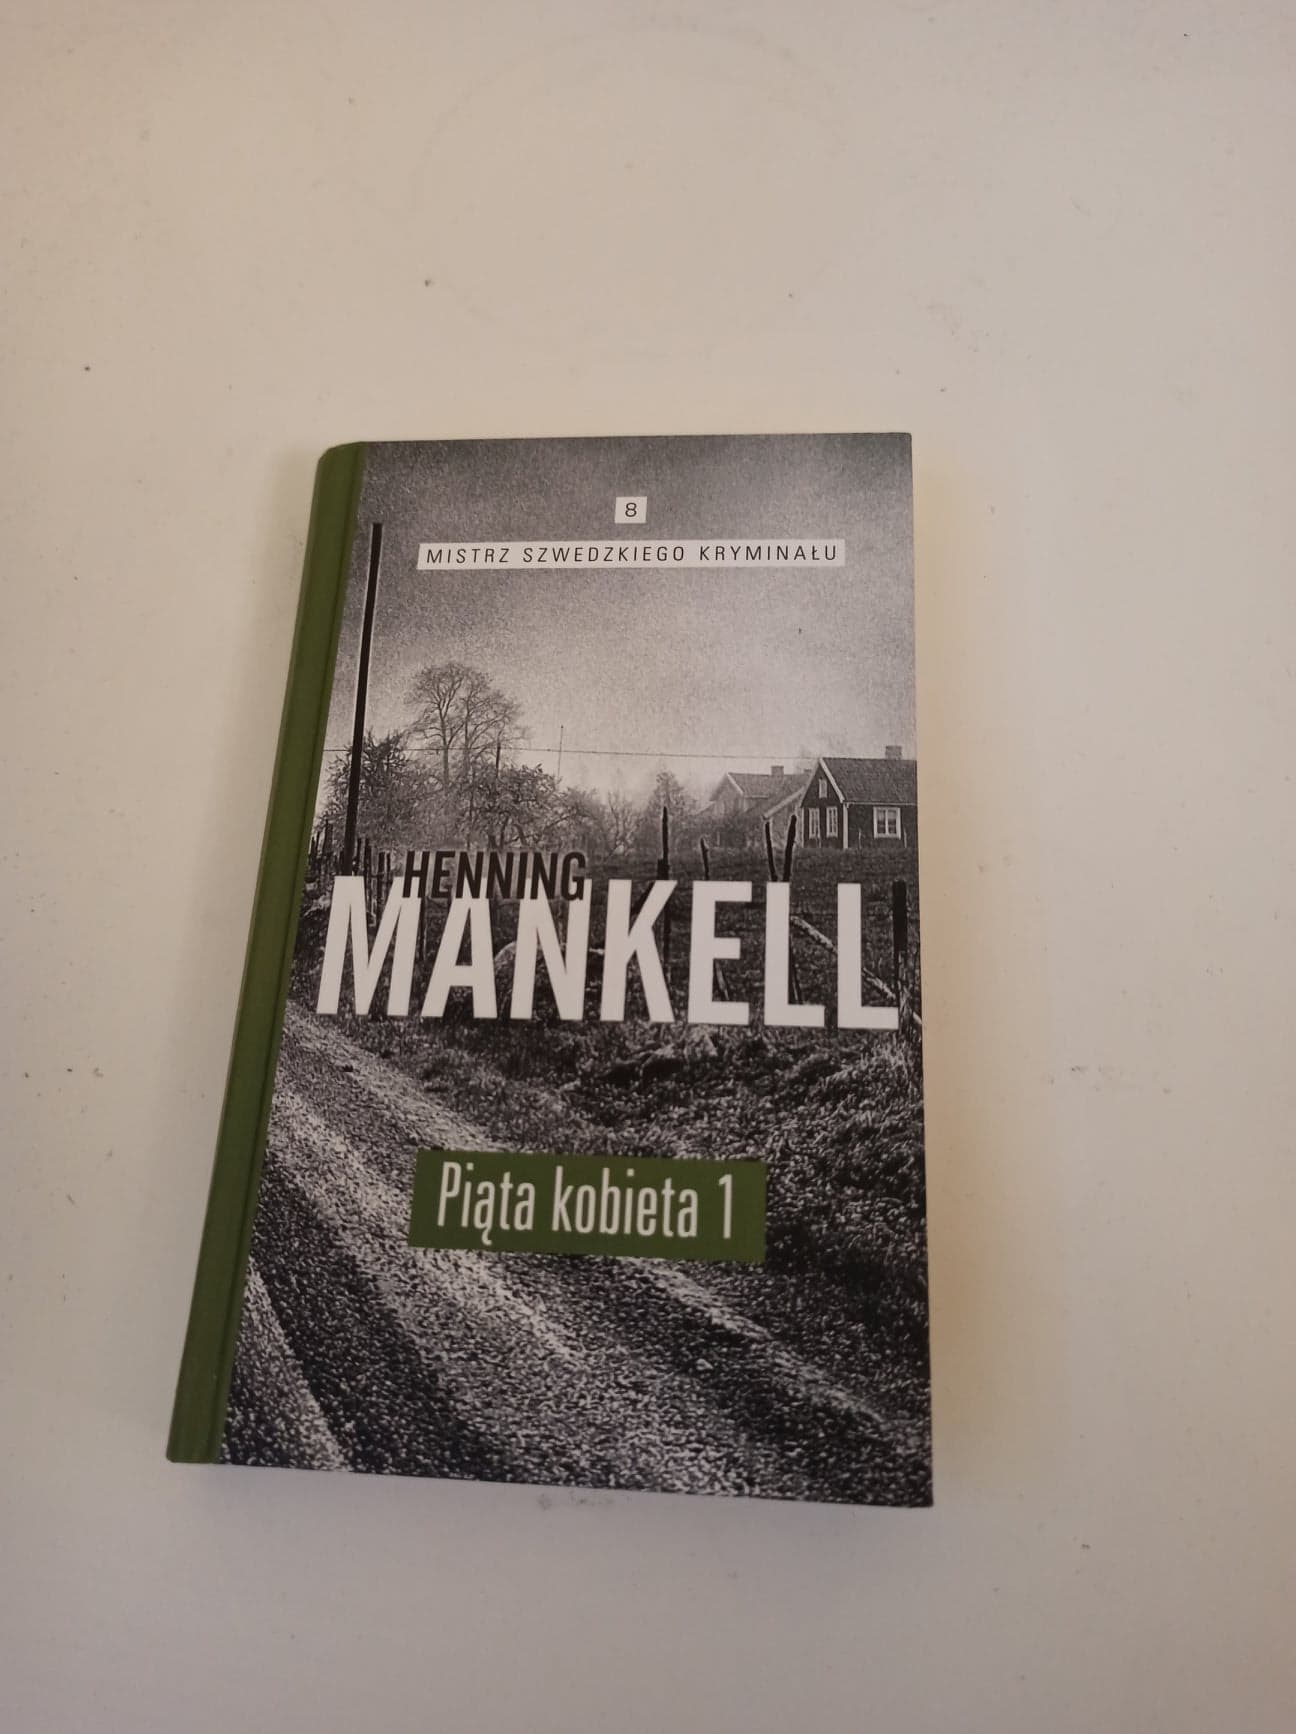 8
MISTRZ SZWEDZKIEGO KRYMINAŁU
HENNING
MANKELL
Piąta kobieta 1